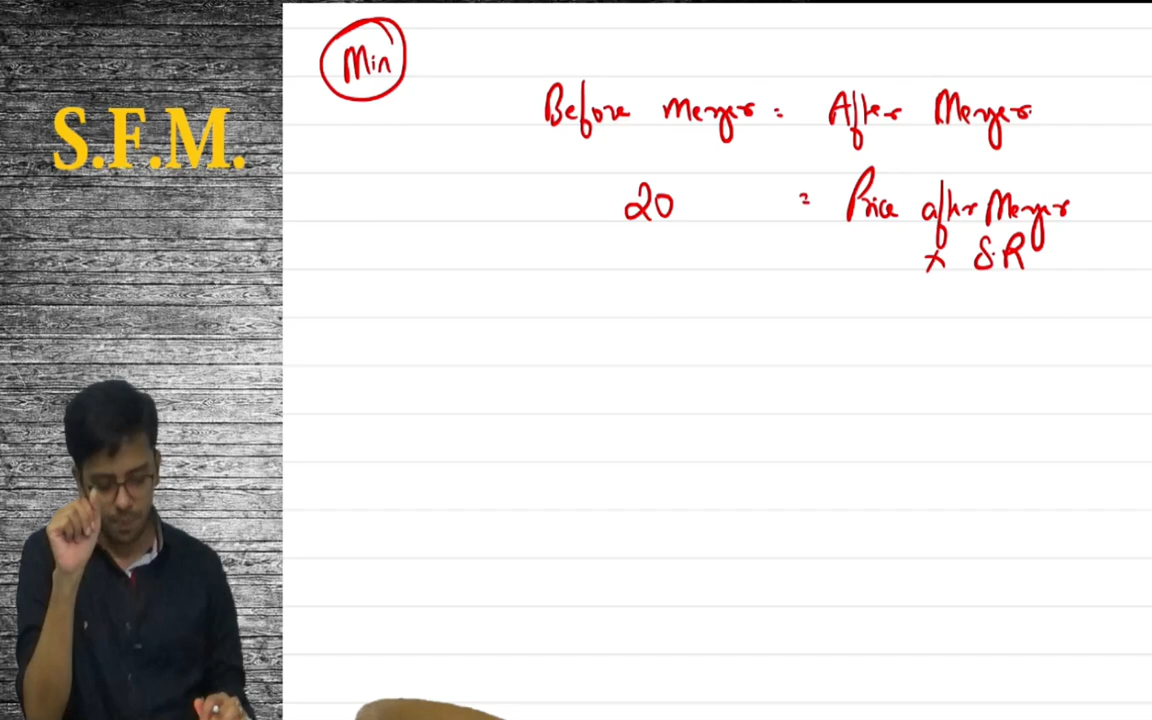 S.F.M.
Min
Before Merger = After Merger
20 = Price after Merger
x S.R